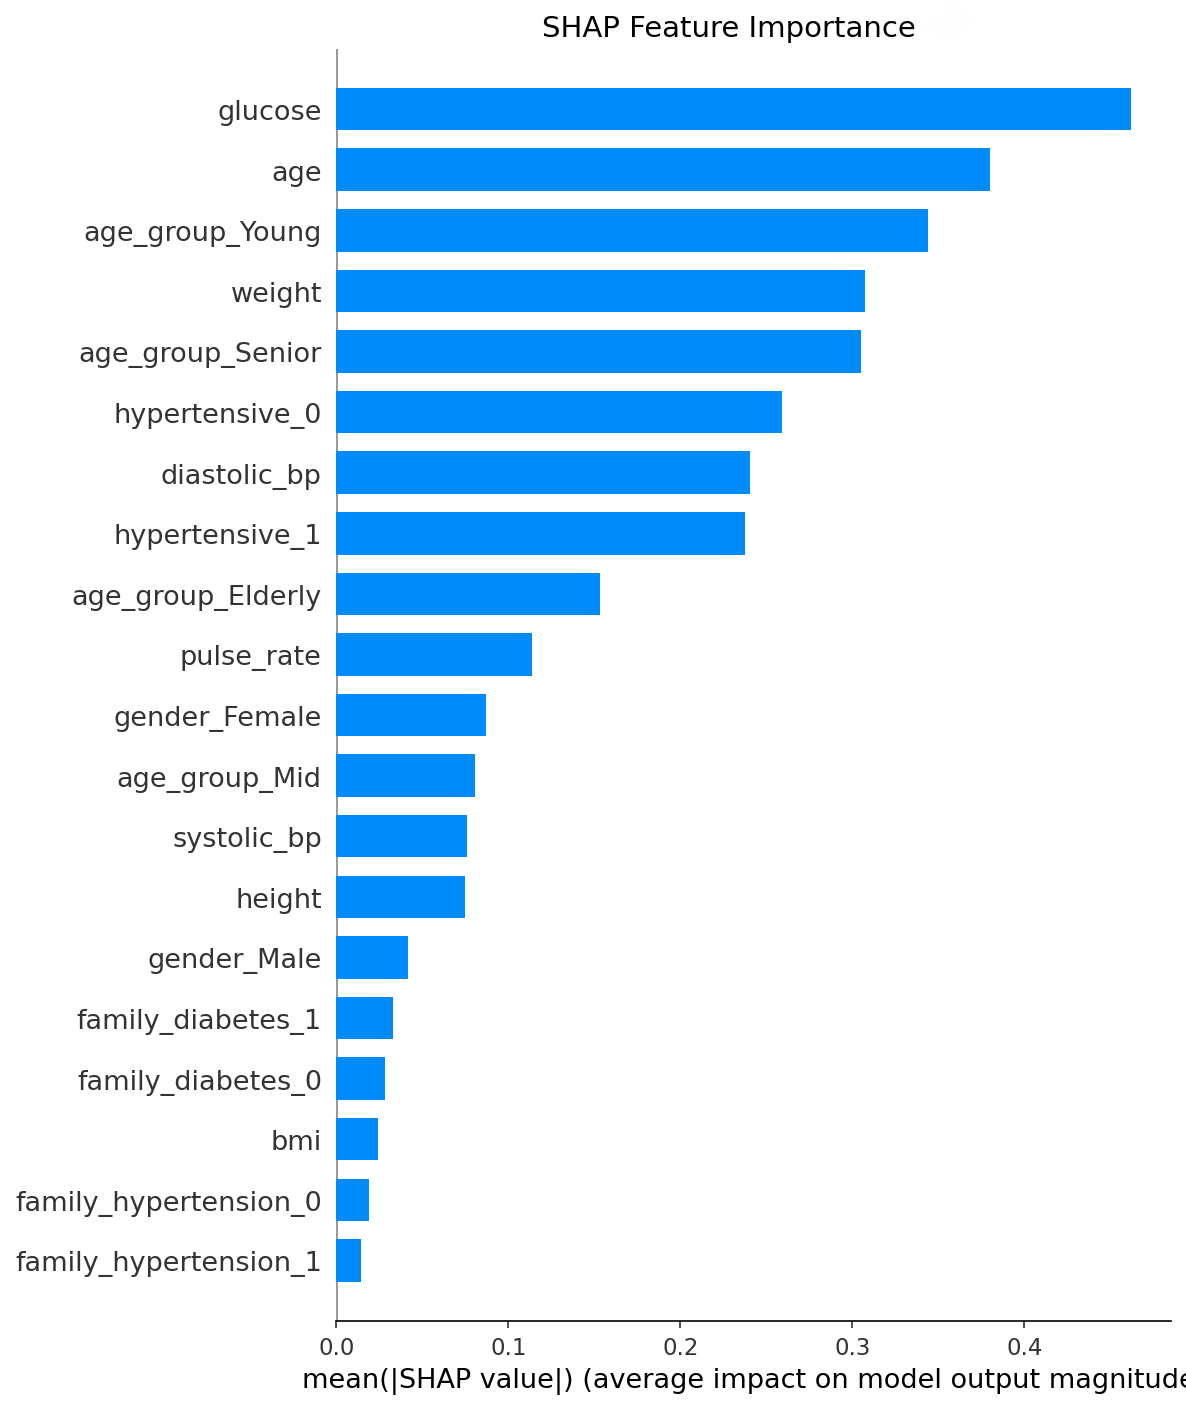 SHAP Feature Importance
glucose
age
age_group_Young
weight
age_group_Senior
hypertensive_0
diastolic_bp
hypertensive_1
age_group_Elderly
pulse_rate
gender_Female
age_group_Mid
systolic_bp
height
gender_Male
family_diabetes_1
family_diabetes_0
bmi
family_hypertension_0
family_hypertension_1
0.0 0.1 0.2 0.3 0.4
mean(|SHAP value|) (average impact on model output magnitude